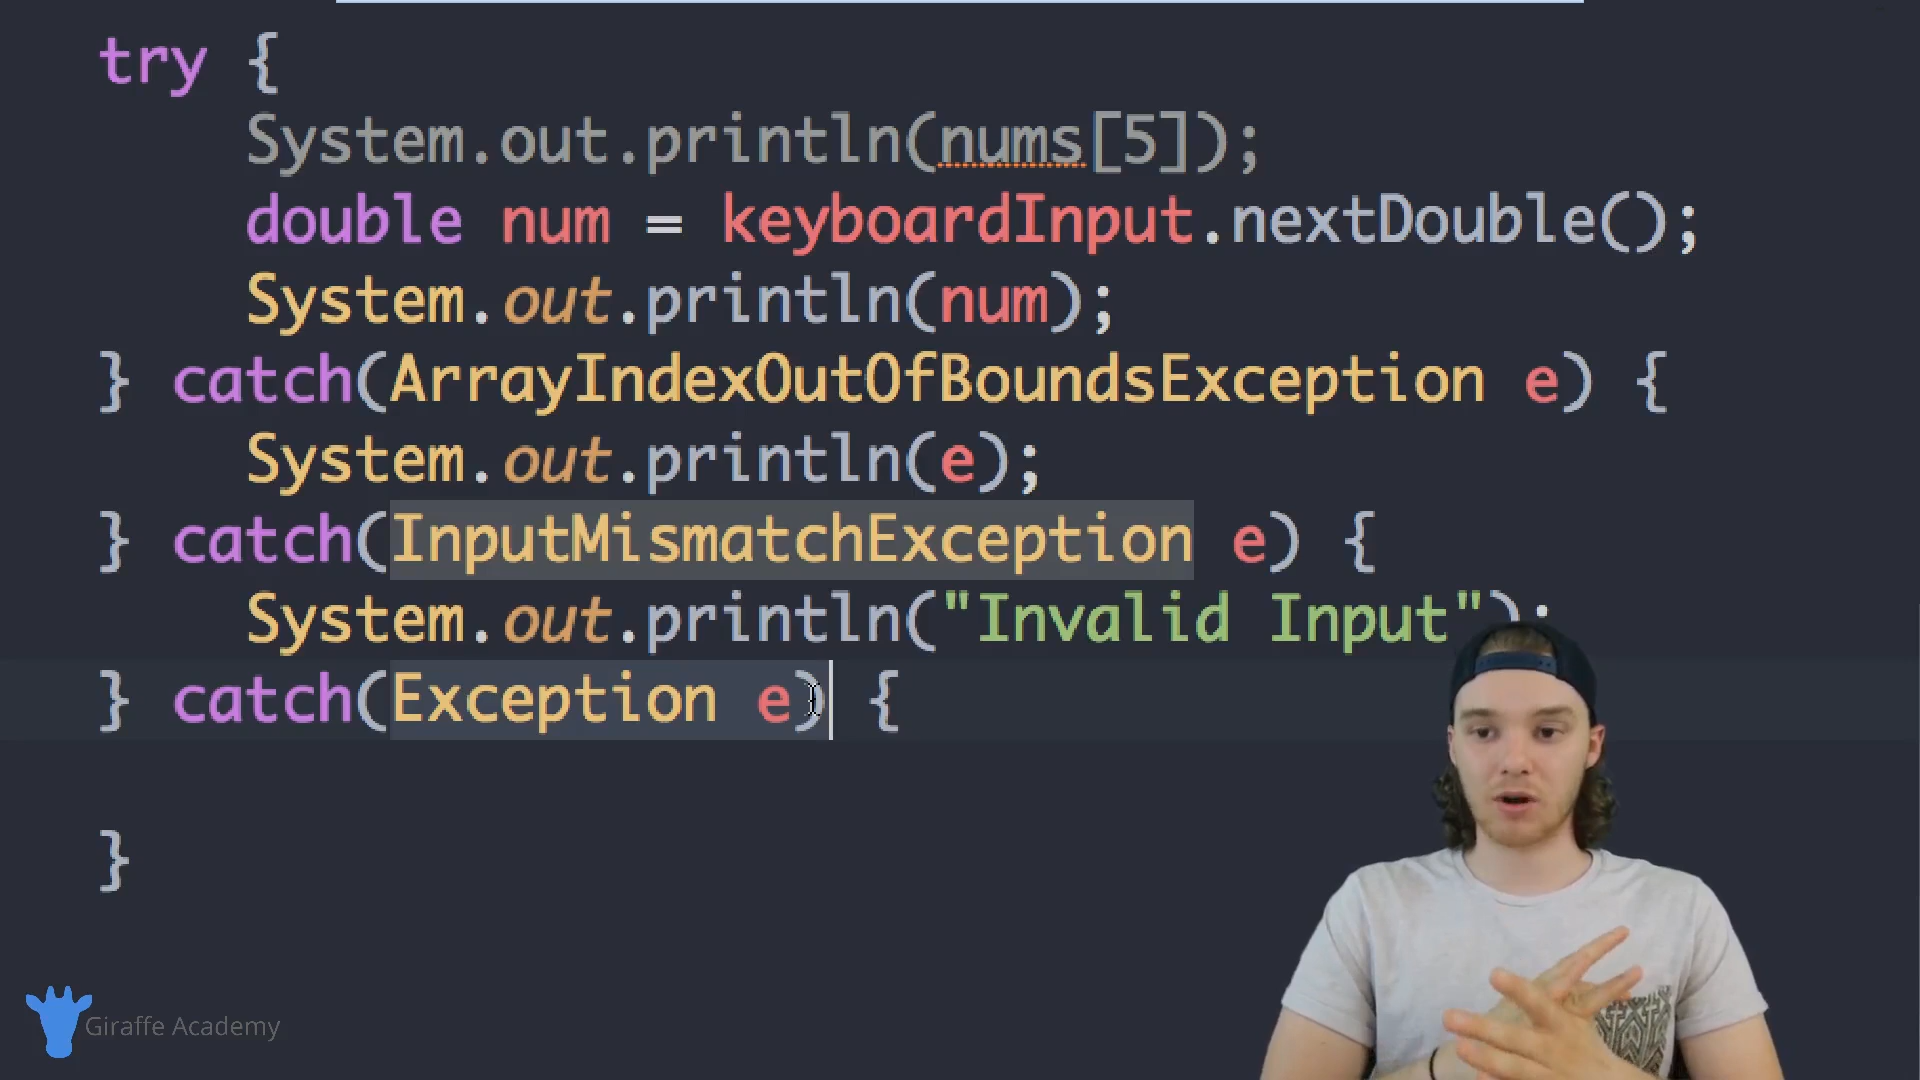 try {
System.out.println(nums[5]);
double num = keyboardInput.nextDouble();
System.out.println(num);
} catch(ArrayIndexOutOfBoundsException e) {
System.out.println(e);
} catch(InputMismatchException e) {
System.out.println("Invalid Input");
} catch(Exception e) {
}
Giraffe Academy